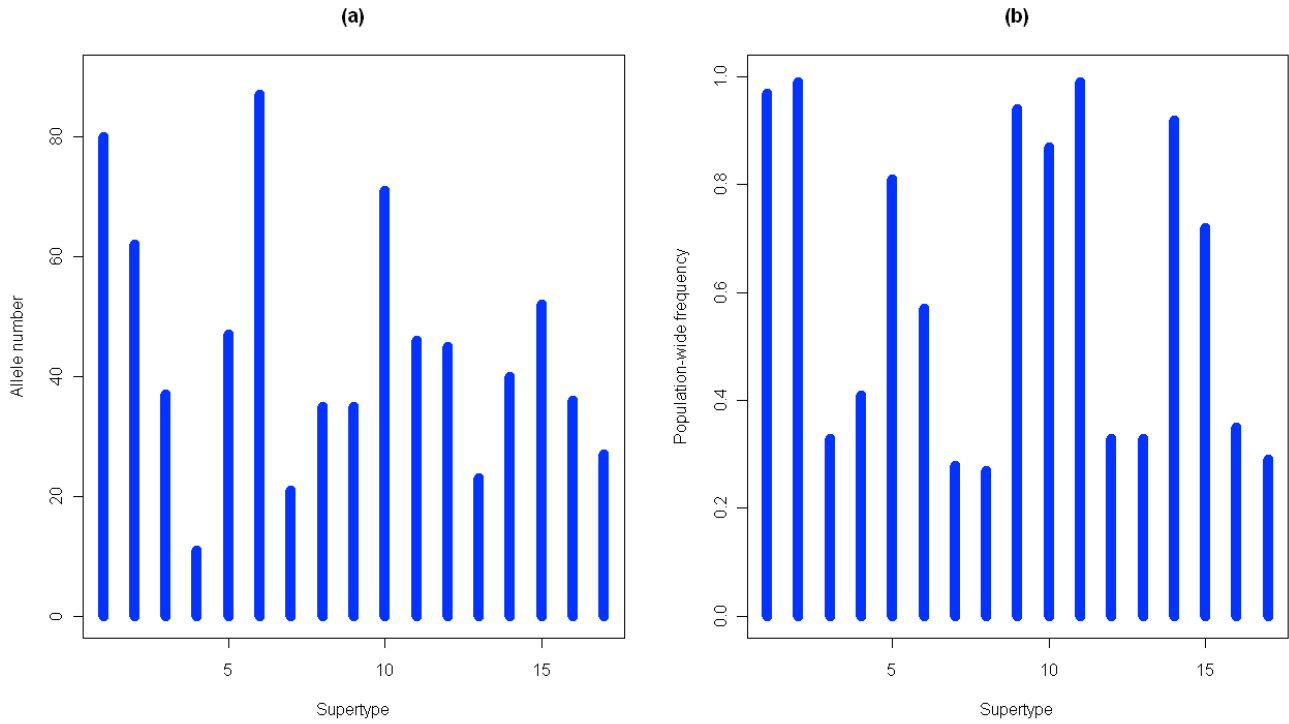 (a)
Allele number
80
60
40
20
0
5 10 15
Supertype
(b)
Population-wide frequency
1.0
0.8
0.6
0.4
0.2
0.0
5 10 15
Supertype